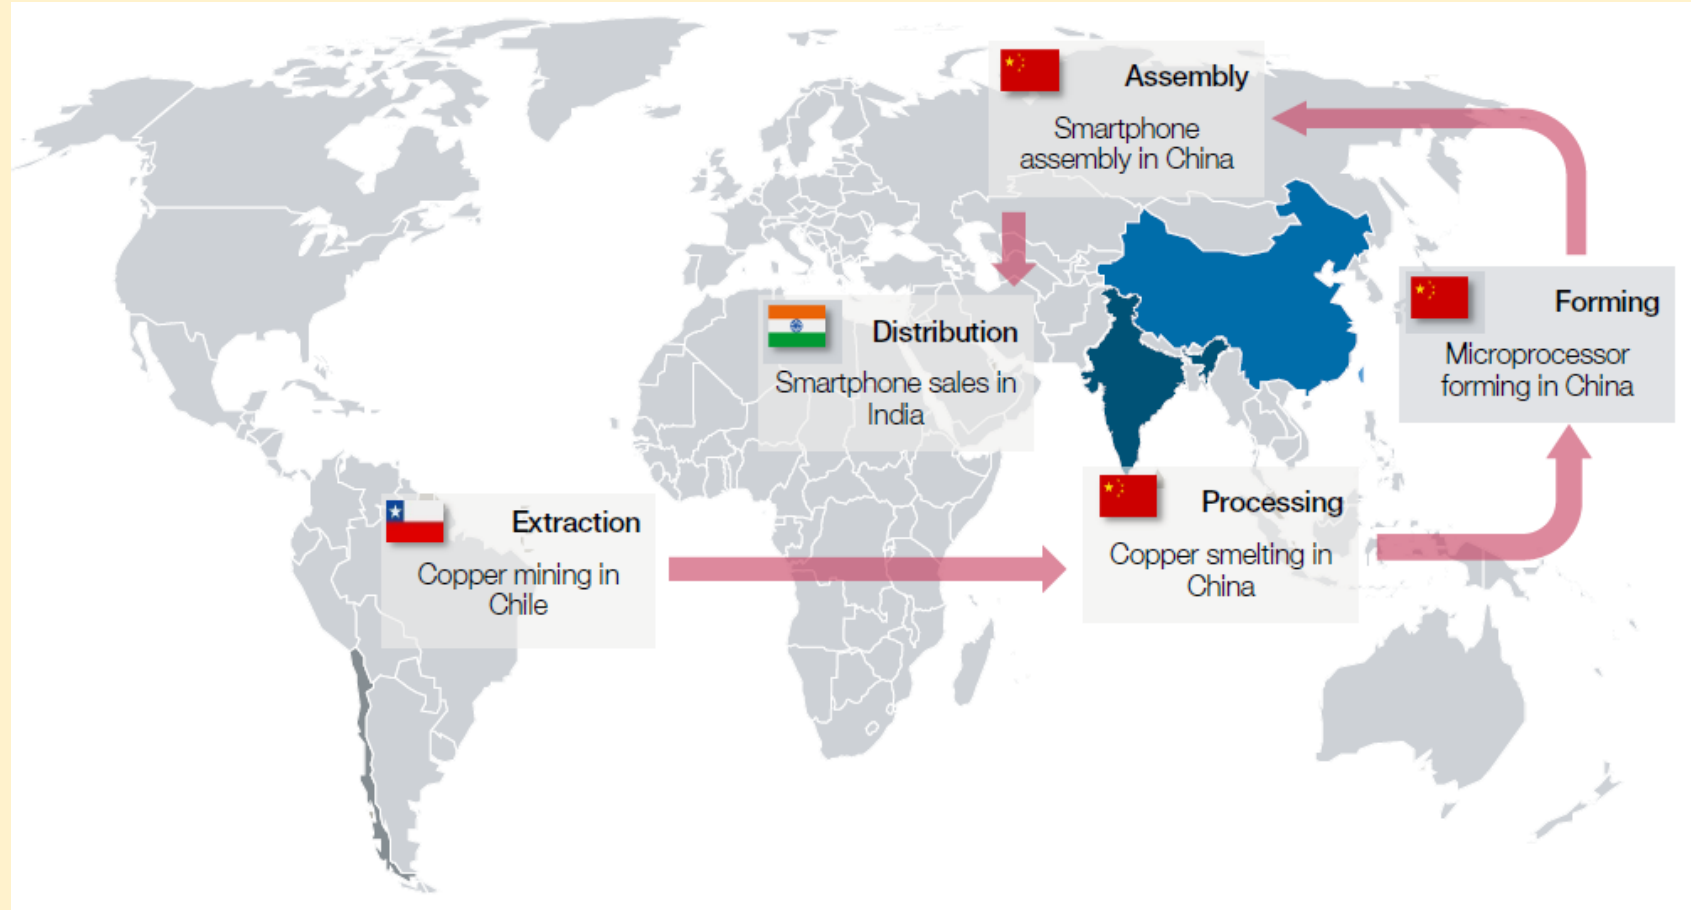 Assembly
Smartphone
assembly in China
Forming
Microprocessor
forming in China
Distribution
Smartphone sales in
India
Processing
Copper smelting in
China
Extraction
Copper mining in
Chile